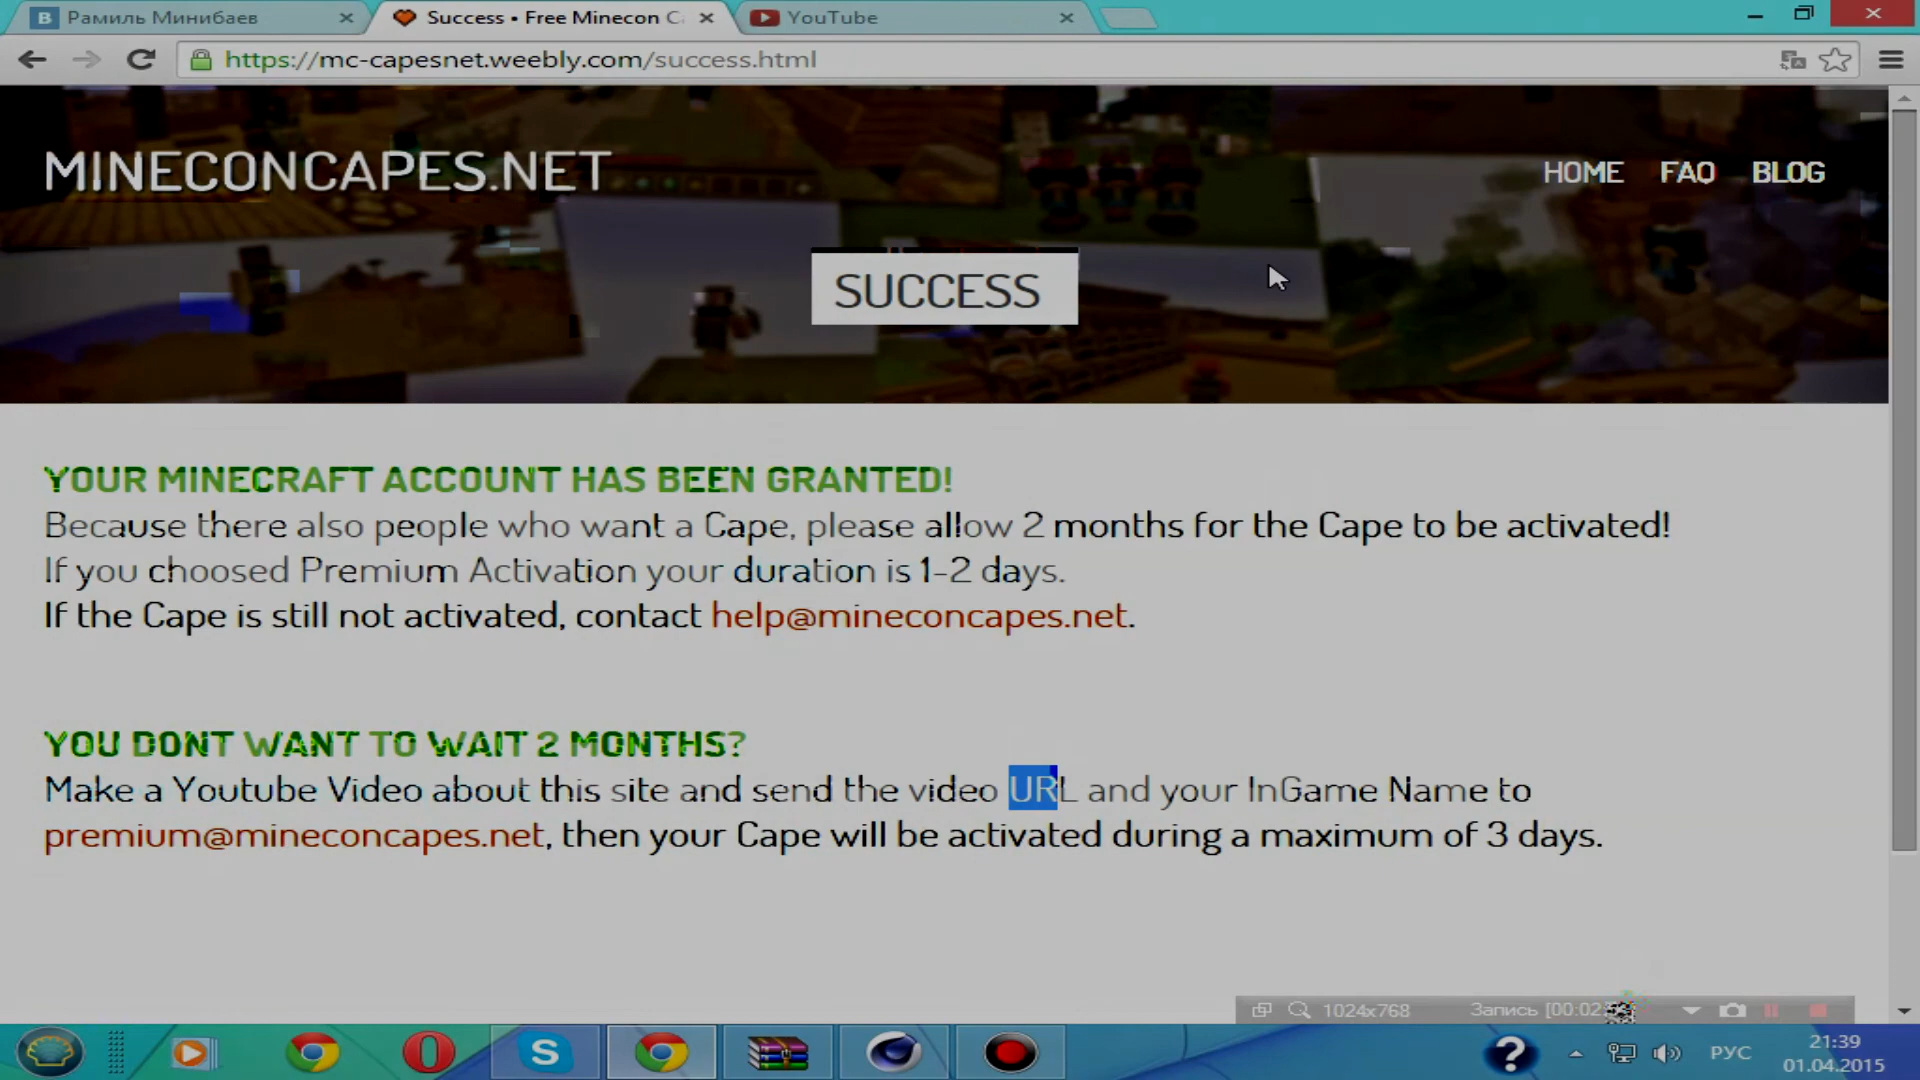 Рамиль Минибаев
Success • Free Minecon C
YouTube
https://mc-capesnet.weebly.com/success.html
MINECONCAPES.NET
HOME FAQ BLOG
SUCCESS
YOUR MINECRAFT ACCOUNT HAS BEEN GRANTED!
Because there also people who want a Cape, please allow 2 months for the Cape to be activated!
If you choosed Premium Activation your duration is 1-2 days.
If the Cape is still not activated, contact help@mineconcapes.net.
YOU DONT WANT TO WAIT 2 MONTHS?
Make a Youtube Video about this site and send the video URL and your InGame Name to
premium@mineconcapes.net, then your Cape will be activated during a maximum of 3 days.
1024x768 Запись [00:02:
РУС
21:39
01.04.2015